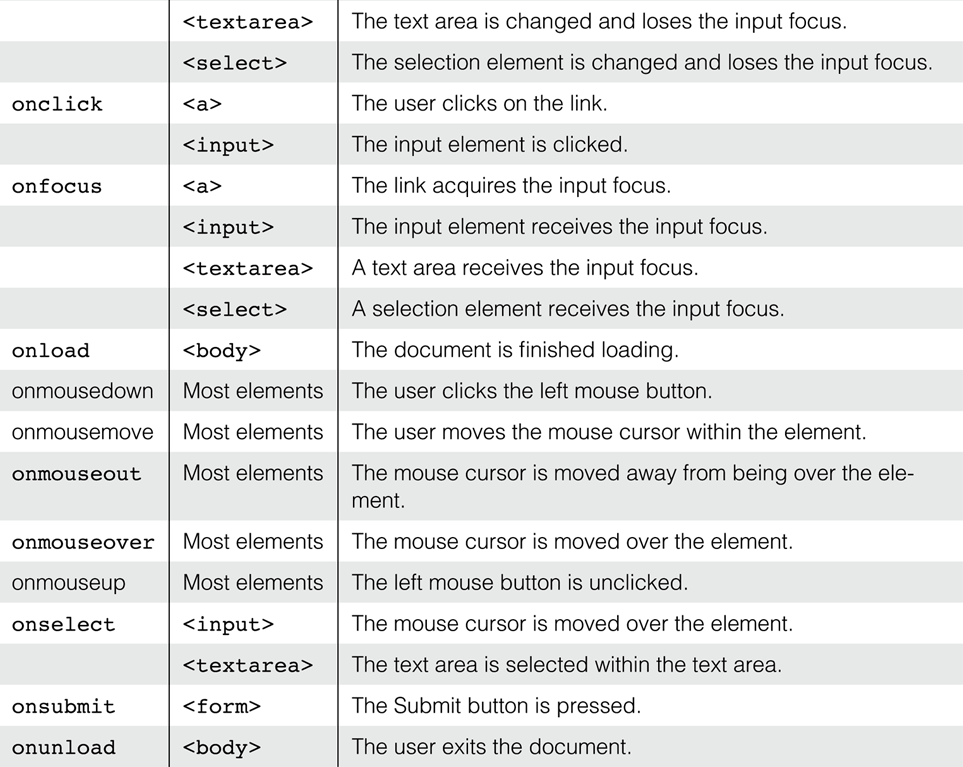 <textarea> The text area is changed and loses the input focus.
<select> The selection element is changed and loses the input focus.
onclick <a> The user clicks on the link.
<input> The input element is clicked.
onfocus <a> The link acquires the input focus.
<input> The input element receives the input focus.
<textarea> A text area receives the input focus.
<select> A selection element receives the input focus.
onload <body> The document is finished loading.
onmousedown Most elements The user clicks the left mouse button.
onmousemove Most elements The user moves the mouse cursor within the element.
onmouseout Most elements The mouse cursor is moved away from being over the ele-
ment.
onmouseover Most elements The mouse cursor is moved over the element.
onmouseup Most elements The left mouse button is unclicked.
onselect <input> The mouse cursor is moved over the element.
<textarea> The text area is selected within the text area.
onsubmit <form> The Submit button is pressed.
onunload <body> The user exits the document.